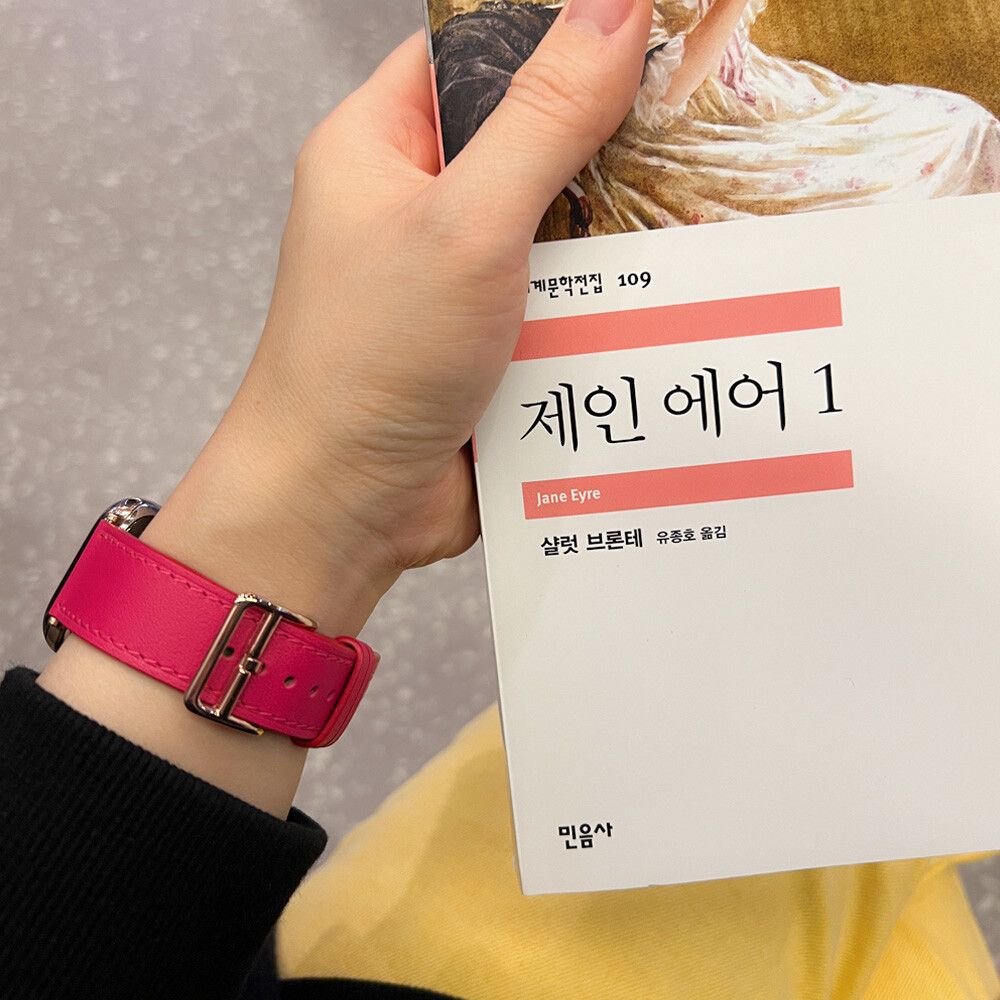 계문학전집 109
제인 에어 1
Jane Eyre
샬럿 브론테 유종호 옮김
민음사